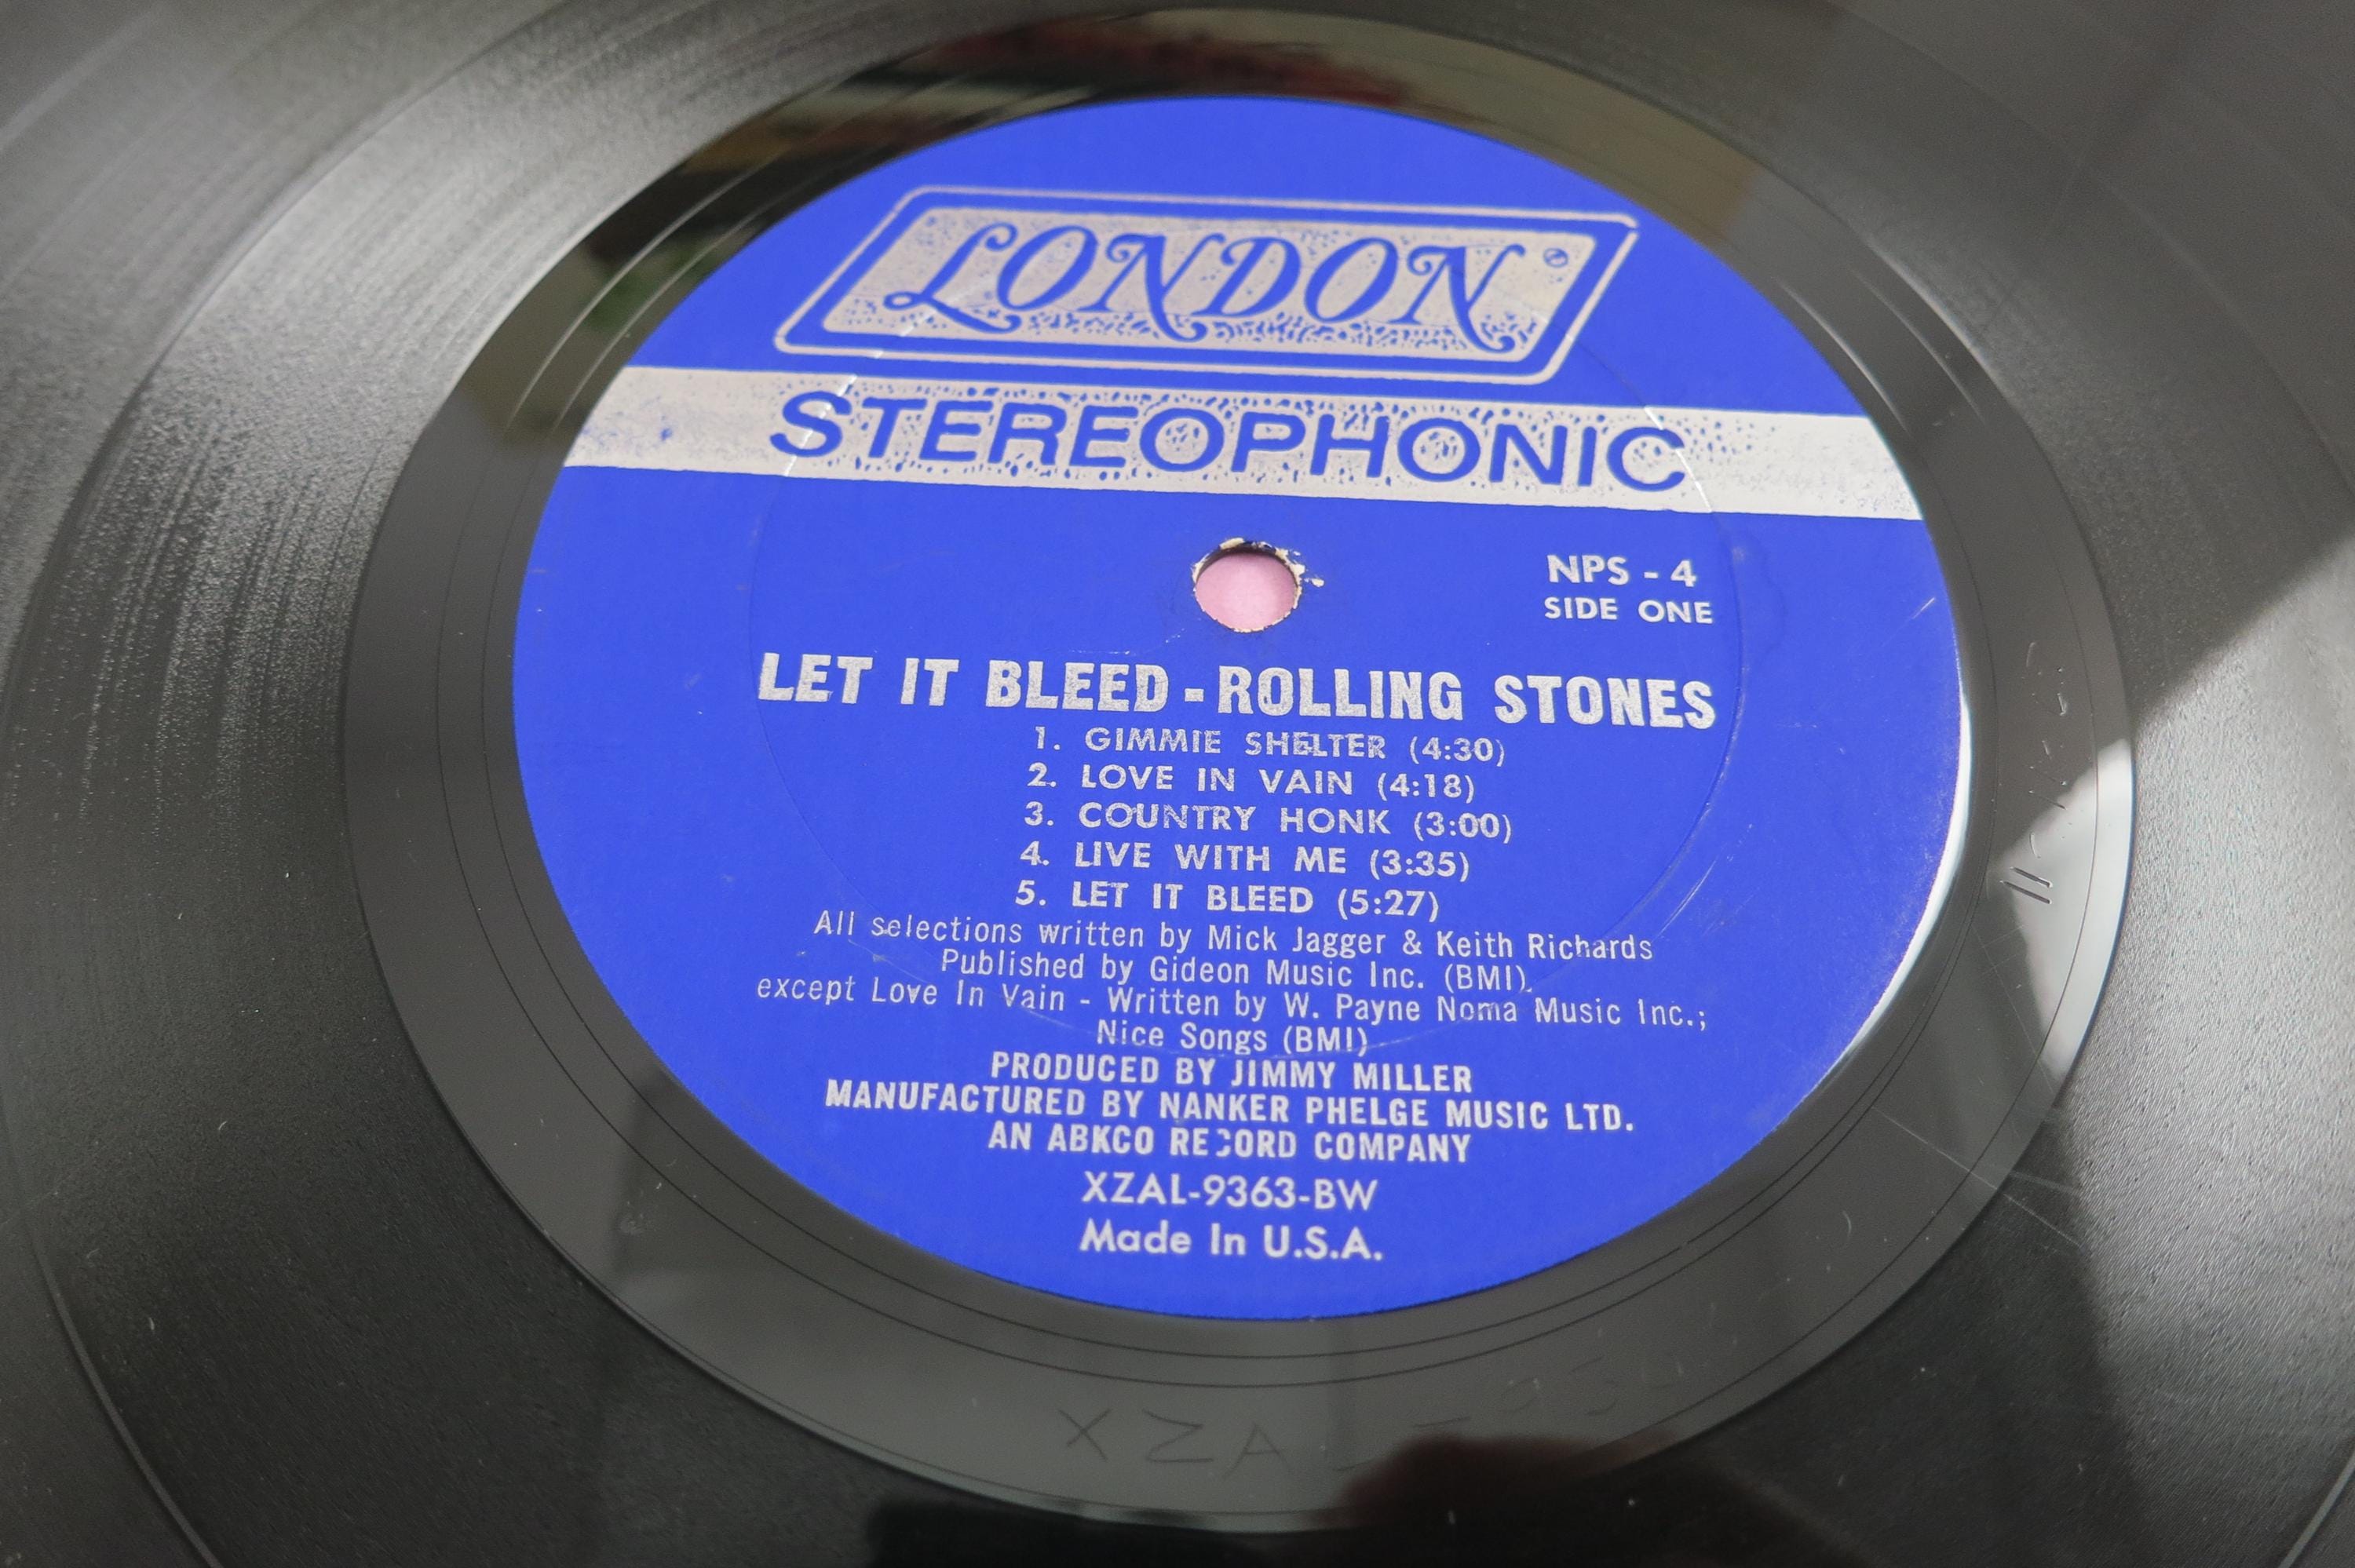 LONDON®
STEREOPHONIC
NPS - 4
SIDE ONE
LET IT BLEED - ROLLING STONES
1. GIMMIE SHELTER (4:30)
2. LOVE IN VAIN (4:18)
3. COUNTRY HONK (3:00)
4. LIVE WITH ME (3:35)
5. LET IT BLEED (5:27)
All selections written by Mick Jagger & Keith Richards
Published by Gideon Music Inc. (BMI).
except Love In Vain - Written by W. Payne Noma Music Inc.;
Nice Songs (BMI)
PRODUCED BY JIMMY MILLER
MANUFACTURED BY NANKER PHELGE MUSIC LTD.
AN ABKCO RECORD COMPANY
XZAL-9363-BW
Made In U.S.A.
XZA